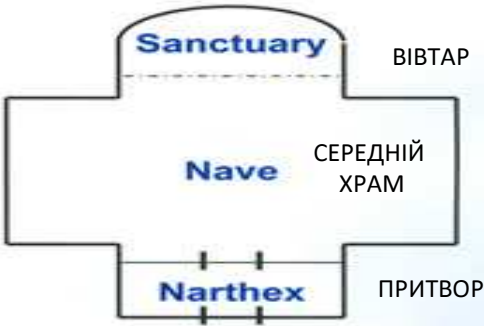 Sanctuary
ВІВТАР
Nave
СЕРЕДНІЙ
ХРАМ
Narthex
ПРИТВОР